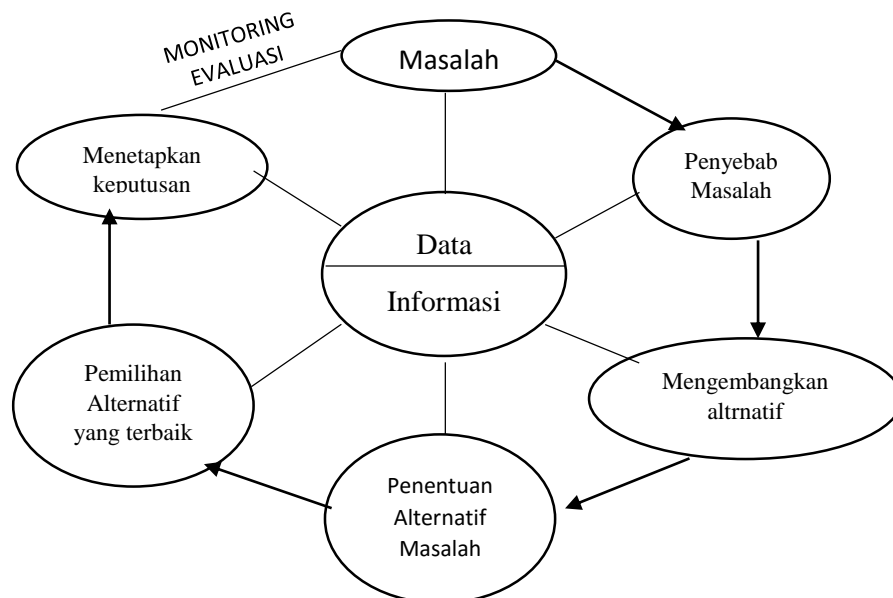 MONITORING
EVALUASI
Masalah
Penyebab
Masalah
Mengembangkan
altrnatif
Penentuan
Alternatif
Masalah
Pemilihan
Alternatif
yang terbaik
Menetapkan
keputusan
Data
Informasi